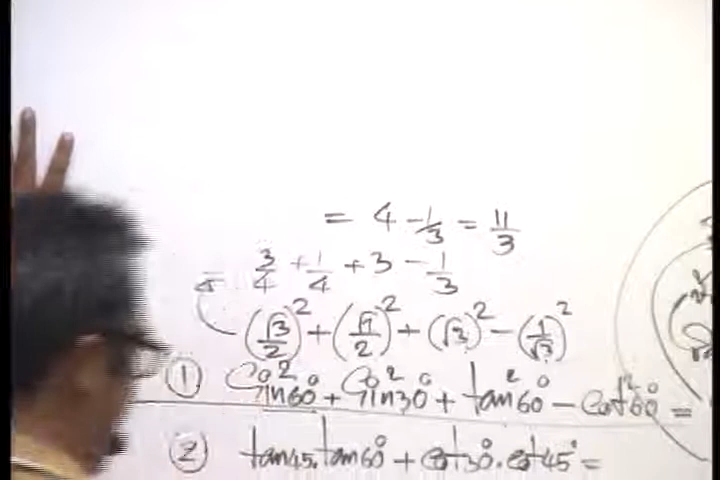 = 4 - 1/3 = 11/3
= 3/4 + 1/4 + 3 - 1/3
(√3/2)² + (√1/2)² + (√3)² - (1/√3)²
① sin²60° + sin²30° + tan²60° - cot²60° =
② tan45°. tan60° + cot30°. cot45° =